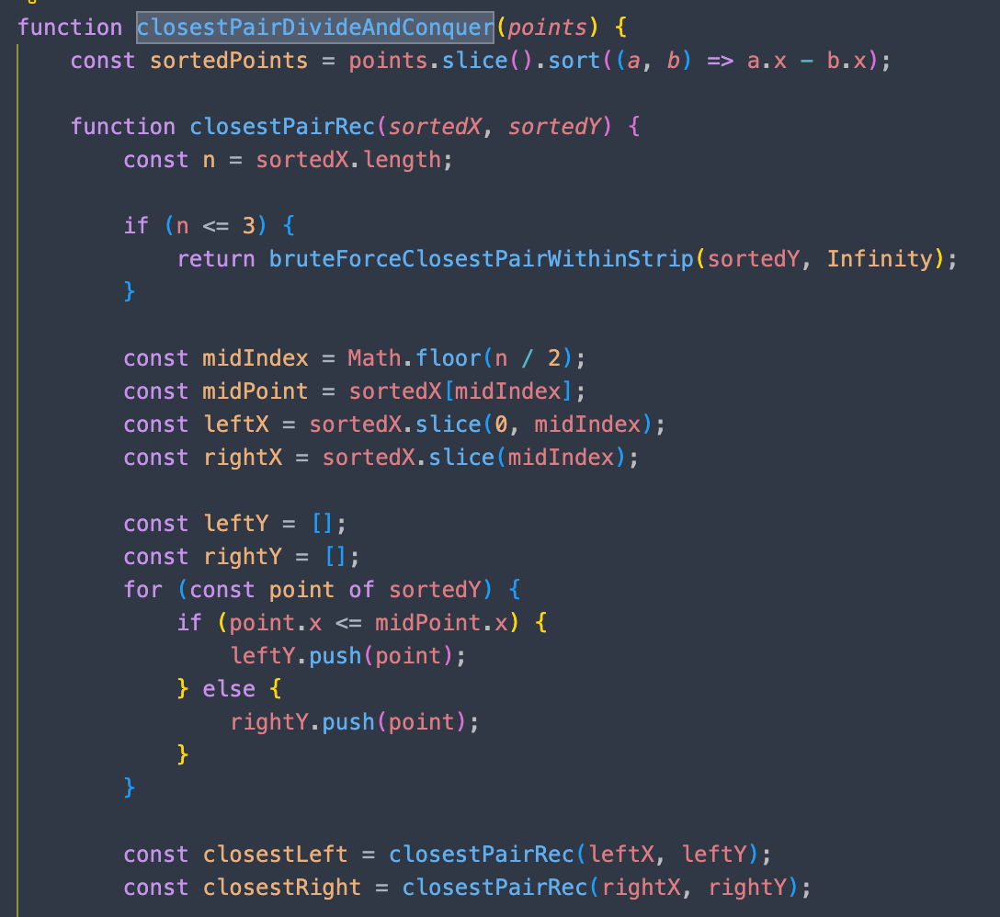 function closestPairDivideAndConquer(points) {
    const sortedPoints = points.slice().sort((a, b) => a.x - b.x);

    function closestPairRec(sortedX, sortedY) {
        const n = sortedX.length;

        if (n <= 3) {
            return bruteForceClosestPairWithinStrip(sortedY, Infinity);
        }

        const midIndex = Math.floor(n / 2);
        const midPoint = sortedX[midIndex];
        const leftX = sortedX.slice(0, midIndex);
        const rightX = sortedX.slice(midIndex);

        const leftY = [];
        const rightY = [];
        for (const point of sortedY) {
            if (point.x <= midPoint.x) {
                leftY.push(point);
            } else {
                rightY.push(point);
            }
        }

        const closestLeft = closestPairRec(leftX, leftY);
        const closestRight = closestPairRec(rightX, rightY);